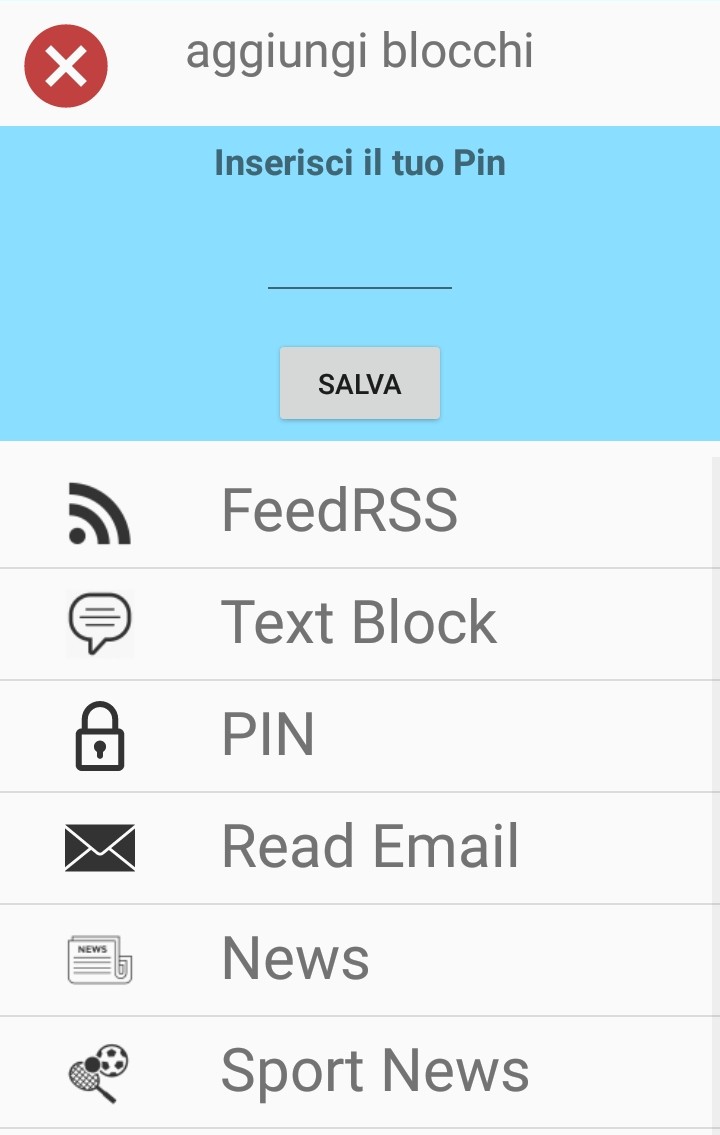 aggiungi blocchi
Inserisci il tuo Pin
SALVA
FeedRSS
Text Block
PIN
Read Email
NEWS
News
Sport News